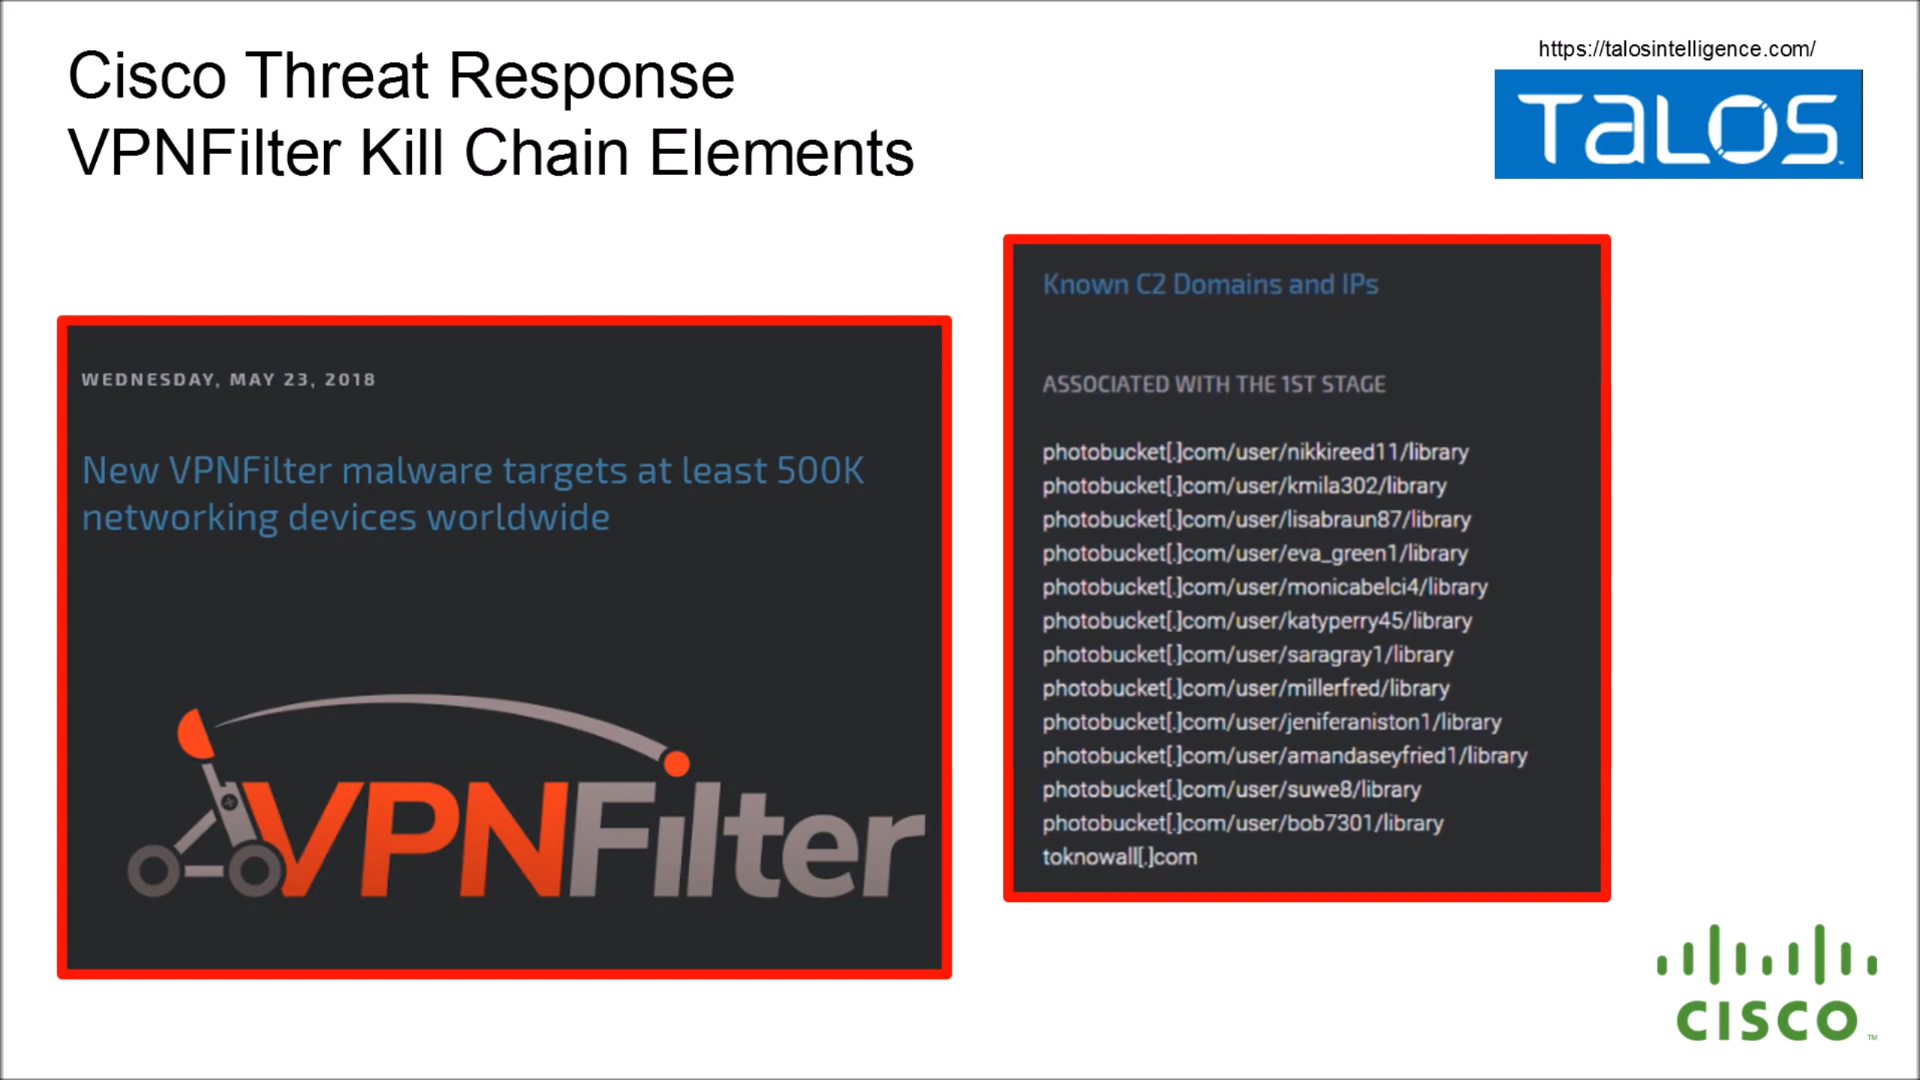 Cisco Threat Response
VPNFilter Kill Chain Elements
https://talosintelligence.com/
TALOS
WEDNESDAY, MAY 23, 2018
New VPNFilter malware targets at least 500K
networking devices worldwide
VPNFilter
Known C2 Domains and IPs
ASSOCIATED WITH THE 1ST STAGE
photobucket[.]com/user/nikkireed11/library
photobucket[.]com/user/kmila302/library
photobucket[.]com/user/lisabraun87/library
photobucket[.]com/user/eva_green1/library
photobucket[.]com/user/monicabelci4/library
photobucket[.]com/user/katyperry45/library
photobucket[.]com/user/saragray1/library
photobucket[.]com/user/millerfred/library
photobucket[.]com/user/jeniferaniston1/library
photobucket[.]com/user/amandaseyfried1/library
photobucket[.]com/user/suwe8/library
photobucket[.]com/user/bob7301/library
toknowall[.]com
CISCO™